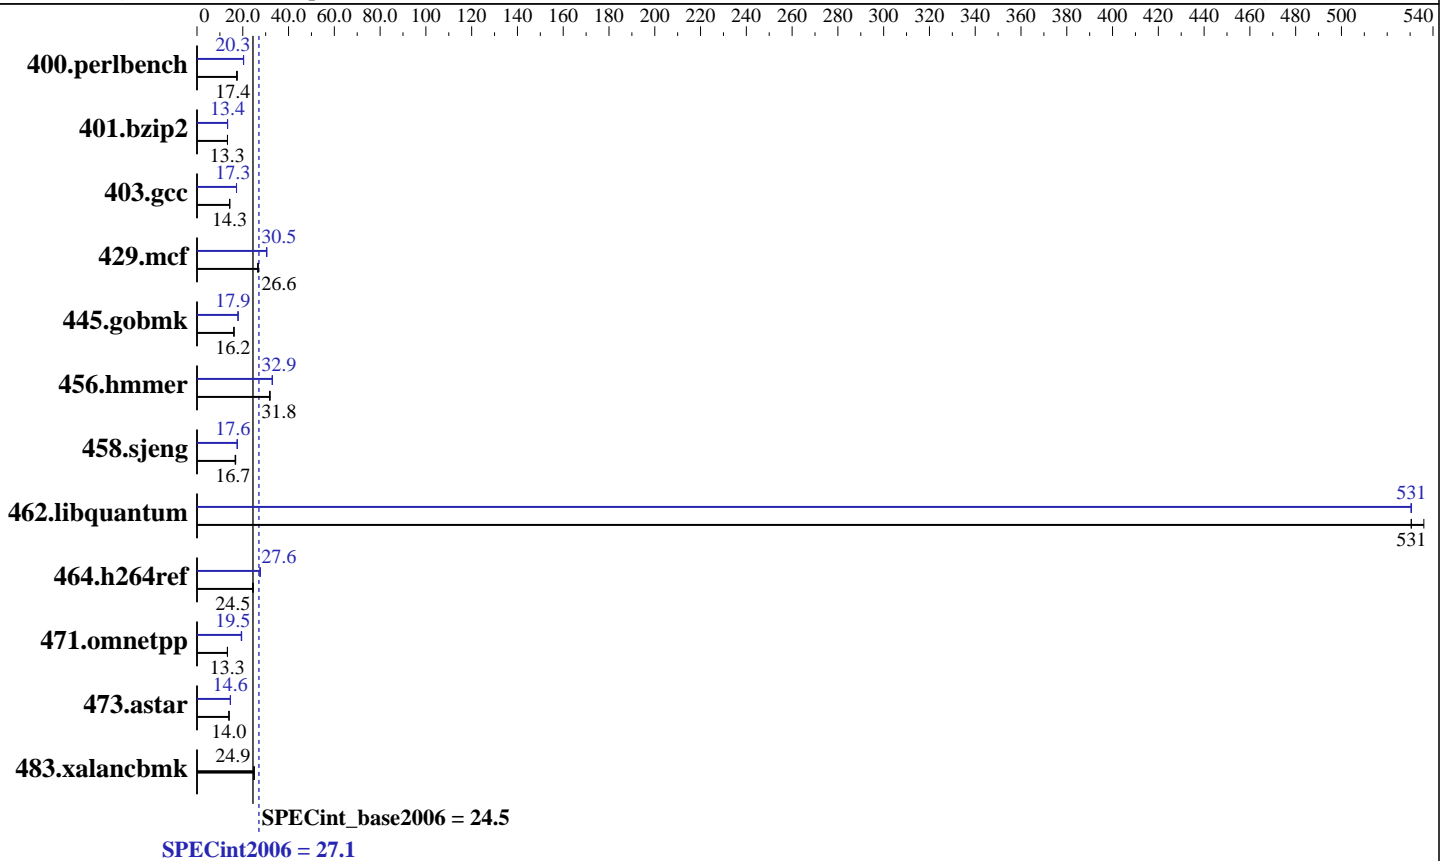 0 20.0 40.0 60.0 80.0 100 120 140 160 180 200 220 240 260 280 300 320 340 360 380 400 420 440 460 480 500 540
20.3
400.perlbench
17.4
13.4
401.bzip2
13.3
17.3
403.gcc
14.3
30.5
429.mcf
26.6
17.9
445.gobmk
16.2
32.9
456.hmmer
31.8
17.6
458.sjeng
16.7
531
462.libquantum
531
27.6
464.h264ref
24.5
19.5
471.omnetpp
13.3
14.6
473.astar
14.0
24.9
483.xalancbmk
SPECint_base2006 = 24.5
SPECint2006 = 27.1